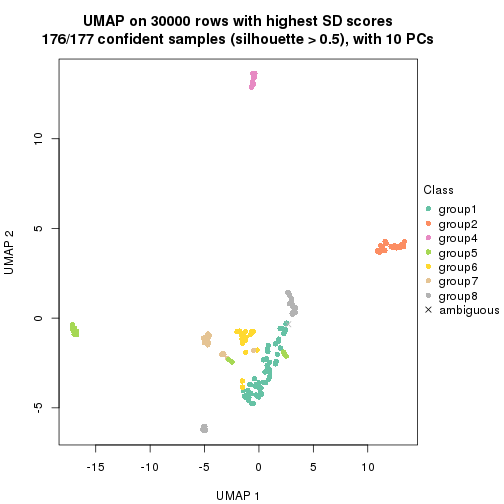 UMAP on 30000 rows with highest SD scores
176/177 confident samples (silhouette > 0.5), with 10 PCs
UMAP 2
10
5
0
-5
-15
-10
-5
0
5
10
UMAP 1
Class
group1
group2
group4
group5
group6
group7
group8
ambiguous